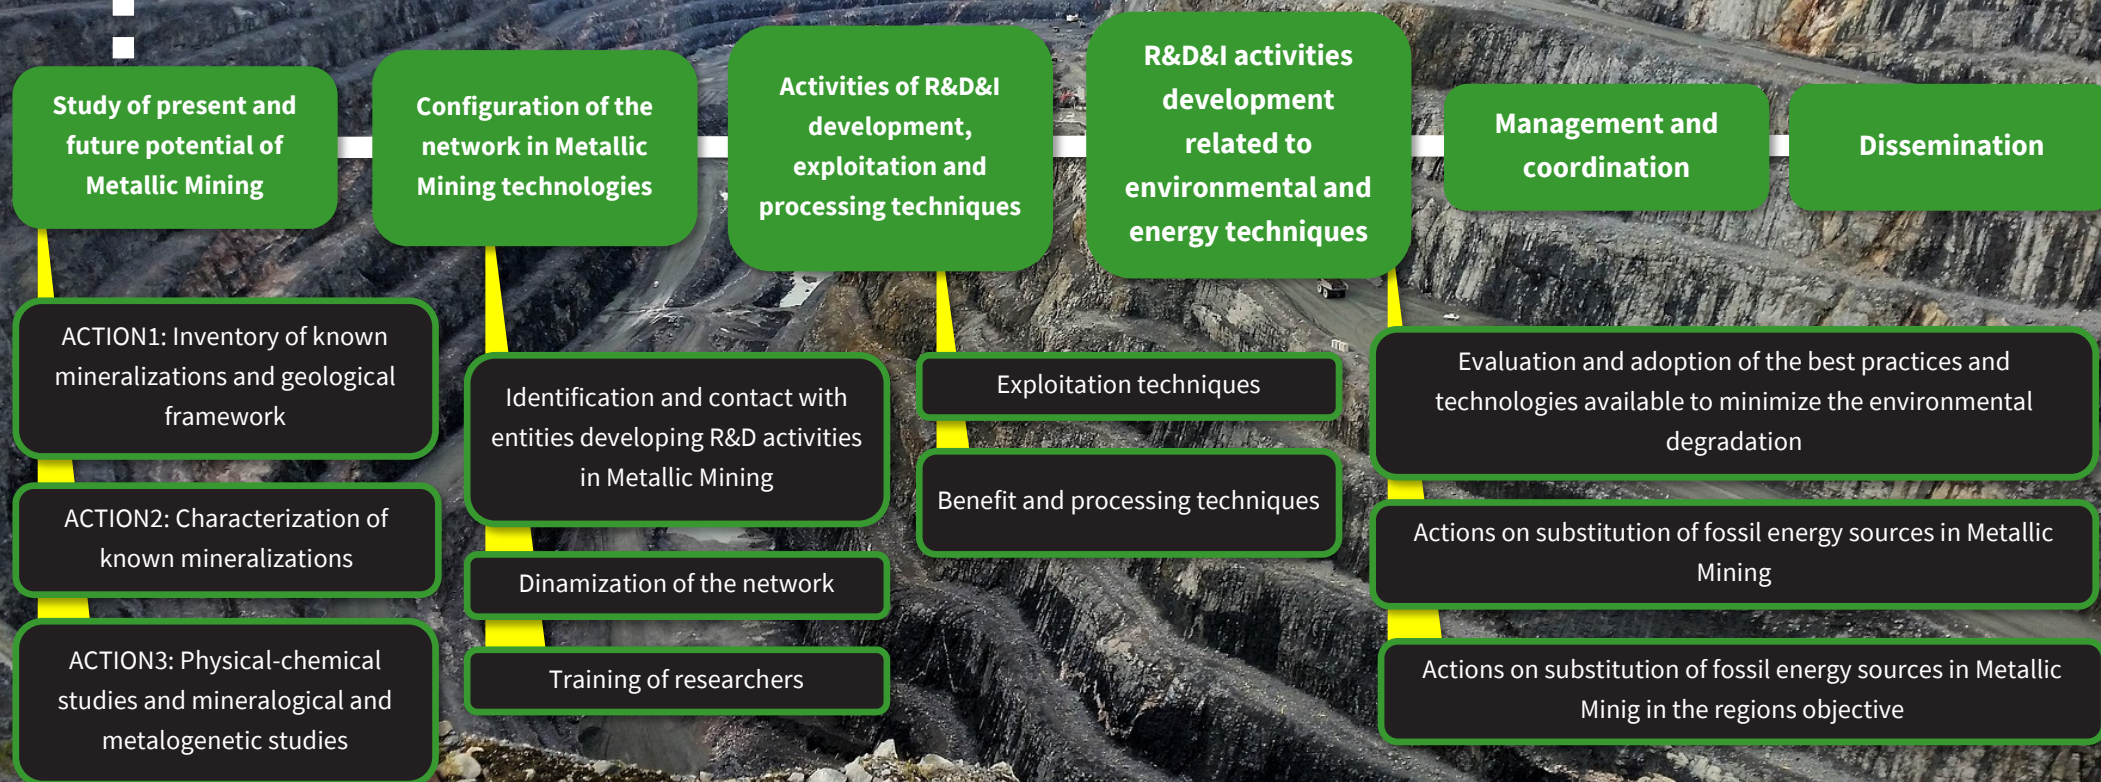 Study of present and
future potential of
Metallic Mining
Configuration of the
network in Metallic
Mining technologies
Activities of R&D&I
development,
exploitation and
processing techniques
R&D&I activities
development
related to
environmental and
energy techniques
Management and
coordination
Dissemination
ACTION1: Inventory of known
mineralizations and geological
framework
ACTION2: Characterization of
known mineralizations
ACTION3: Physical-chemical
studies and mineralogical and
metalogenetic studies
Identification and contact with
entities developing R&D activities
in Metallic Mining
Dinamization of the network
Training of researchers
Exploitation techniques
Benefit and processing techniques
Evaluation and adoption of the best practices and
technologies available to minimize the environmental
degradation
Actions on substitution of fossil energy sources in Metallic
Mining
Actions on substitution of fossil energy sources in Metallic
Minig in the regions objective